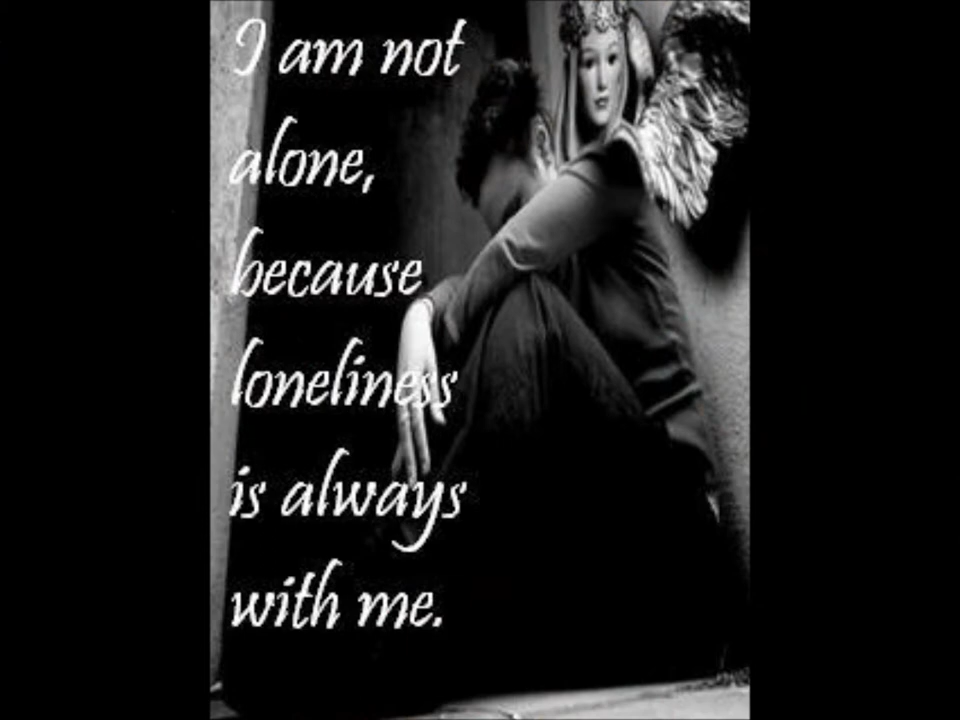 I am not
alone,
because
loneliness
is always
with me.